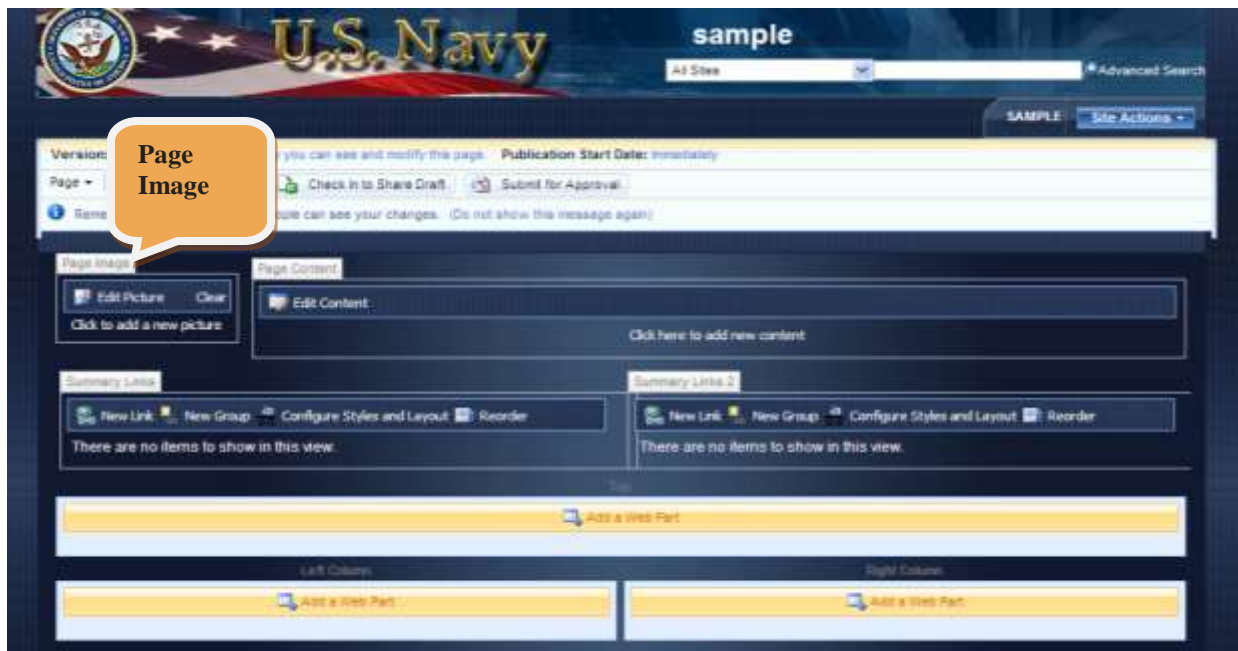 U.S. Navy
sample
All Sites
Advanced Search
SAMPLE Site Actions
Page Image
Version: you can see and modify this page. Publication Start Date: Immediately
Page Check in to Share Draft Submit for Approval
can see your changes. (Do not show this message again)
Page Image
Page Content
Edit Picture Clear
Edit Content
Click to add a new picture
Click here to add new content
Summary Links
Summary Links 2
New Link New Group Configure Styles and Layout Reorder
New Link New Group Configure Styles and Layout Reorder
There are no items to show in this view.
There are no items to show in this view.
Top
Add a Web Part
Left Column
Right Column
Add a Web Part
Add a Web Part